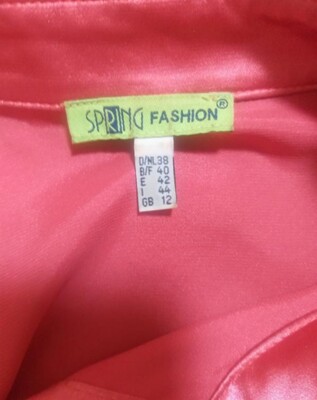 SPRING FASHION®
D/NL 38
B/F 40
E 42
I 44
GB 12